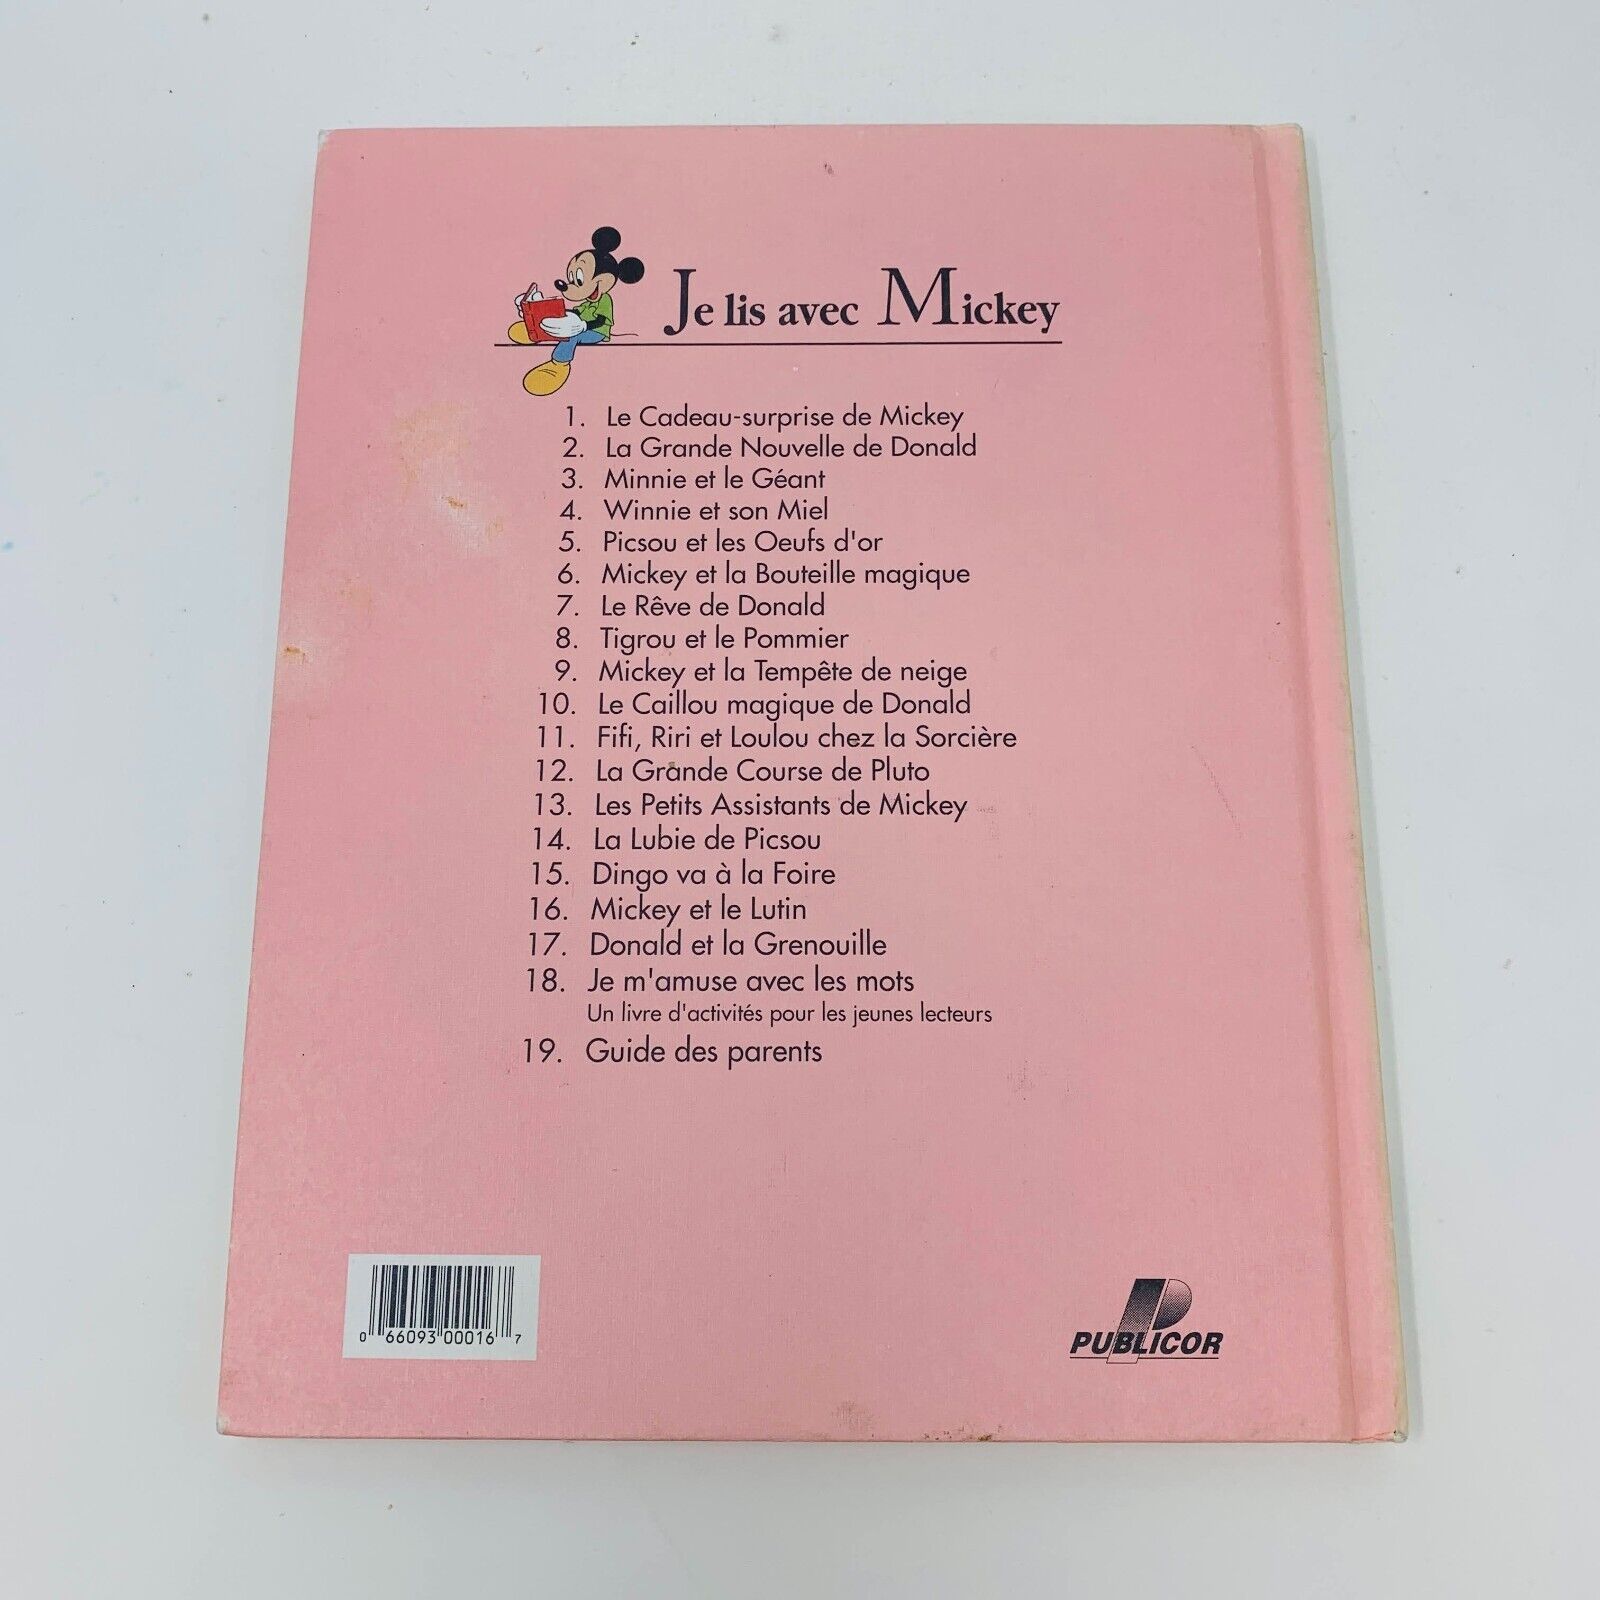 Je lis avec Mickey
1. Le Cadeau-surprise de Mickey
2. La Grande Nouvelle de Donald
3. Minnie et le Géant
4. Winnie et son Miel
5. Picsou et les Oeufs d'or
6. Mickey et la Bouteille magique
7. Le Rêve de Donald
8. Tigrou et le Pommier
9. Mickey et la Tempête de neige
10. Le Caillou magique de Donald
11. Fifi, Riri et Loulou chez la Sorcière
12. La Grande Course de Pluto
13. Les Petits Assistants de Mickey
14. La Lubie de Picsou
15. Dingo va à la Foire
16. Mickey et le Lutin
17. Donald et la Grenouille
18. Je m'amuse avec les mots
Un livre d'activités pour les jeunes lecteurs
19. Guide des parents
0 66093 00016 7
PUBLICOR